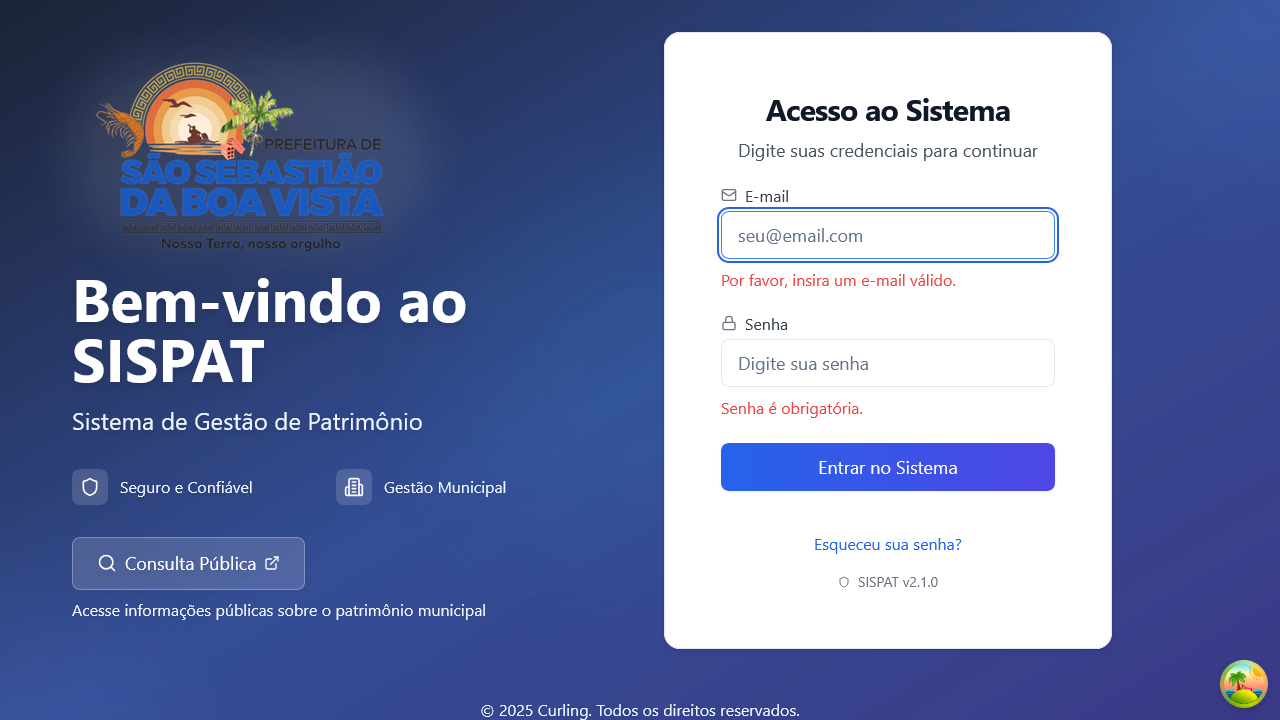 PREFEITURA DE
SÃO SEBASTIÃO
DA BOA VISTA
Nossa Terra, nosso orgulho
Bem-vindo ao
SISPAT
Sistema de Gestão de Patrimônio
Seguro e Confiável
Gestão Municipal
Consulta Pública
Acesse informações públicas sobre o patrimônio municipal
Acesso ao Sistema
Digite suas credenciais para continuar
E-mail
seu@email.com
Por favor, insira um e-mail válido.
Senha
Digite sua senha
Senha é obrigatória.
Entrar no Sistema
Esqueceu sua senha?
SISPAT v2.1.0
© 2025 Curling. Todos os direitos reservados.